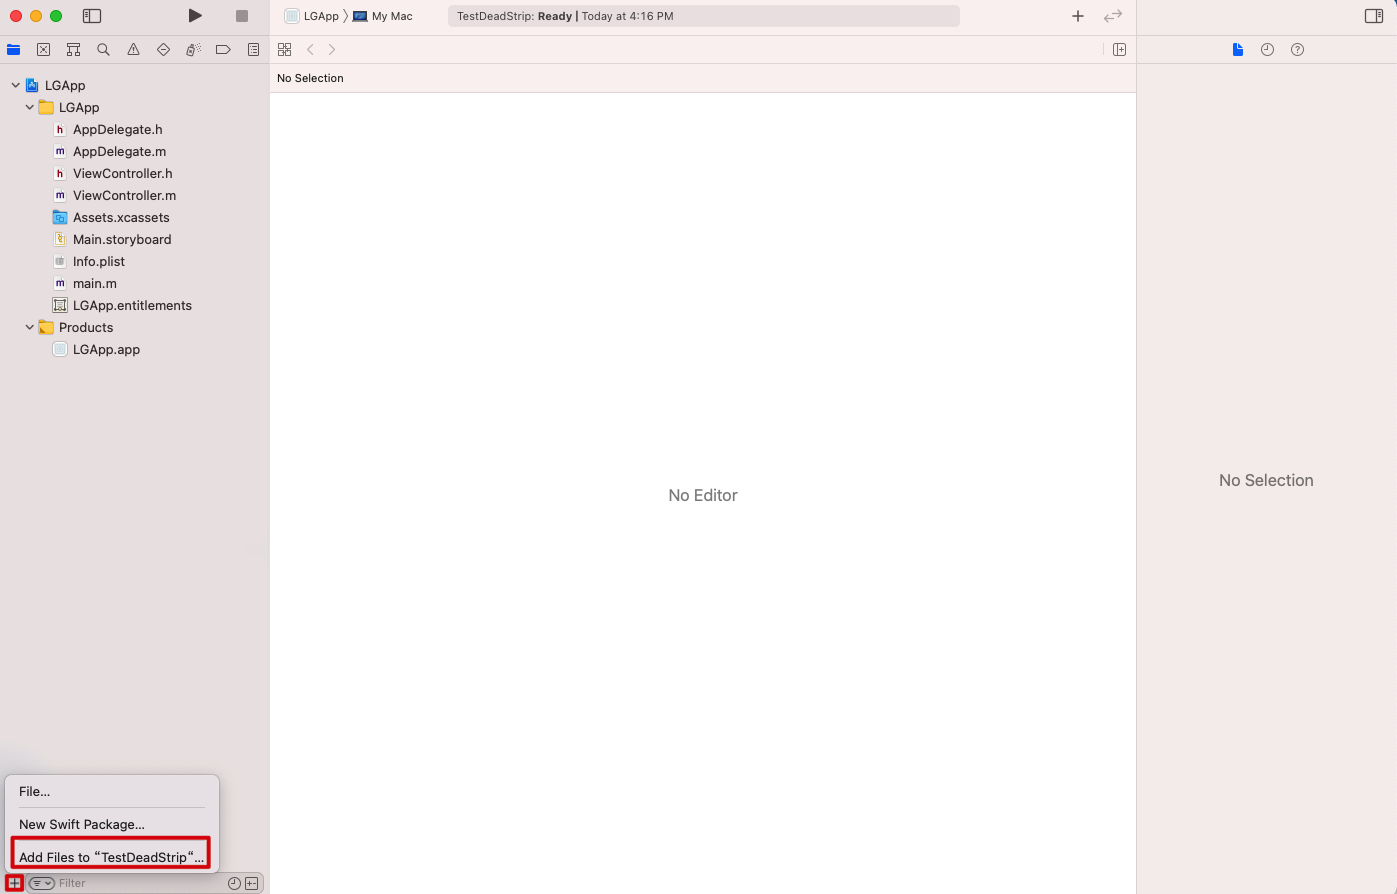 LGApp 〉 My Mac
TestDeadStrip: Ready | Today at 4:16 PM
No Selection
LGApp
LGApp
h AppDelegate.h
m AppDelegate.m
h ViewController.h
m ViewController.m
Assets.xcassets
Main.storyboard
Info.plist
m main.m
LGApp.entitlements
Products
LGApp.app
No Editor
No Selection
File...
New Swift Package...
Add Files to “TestDeadStrip“...
Filter